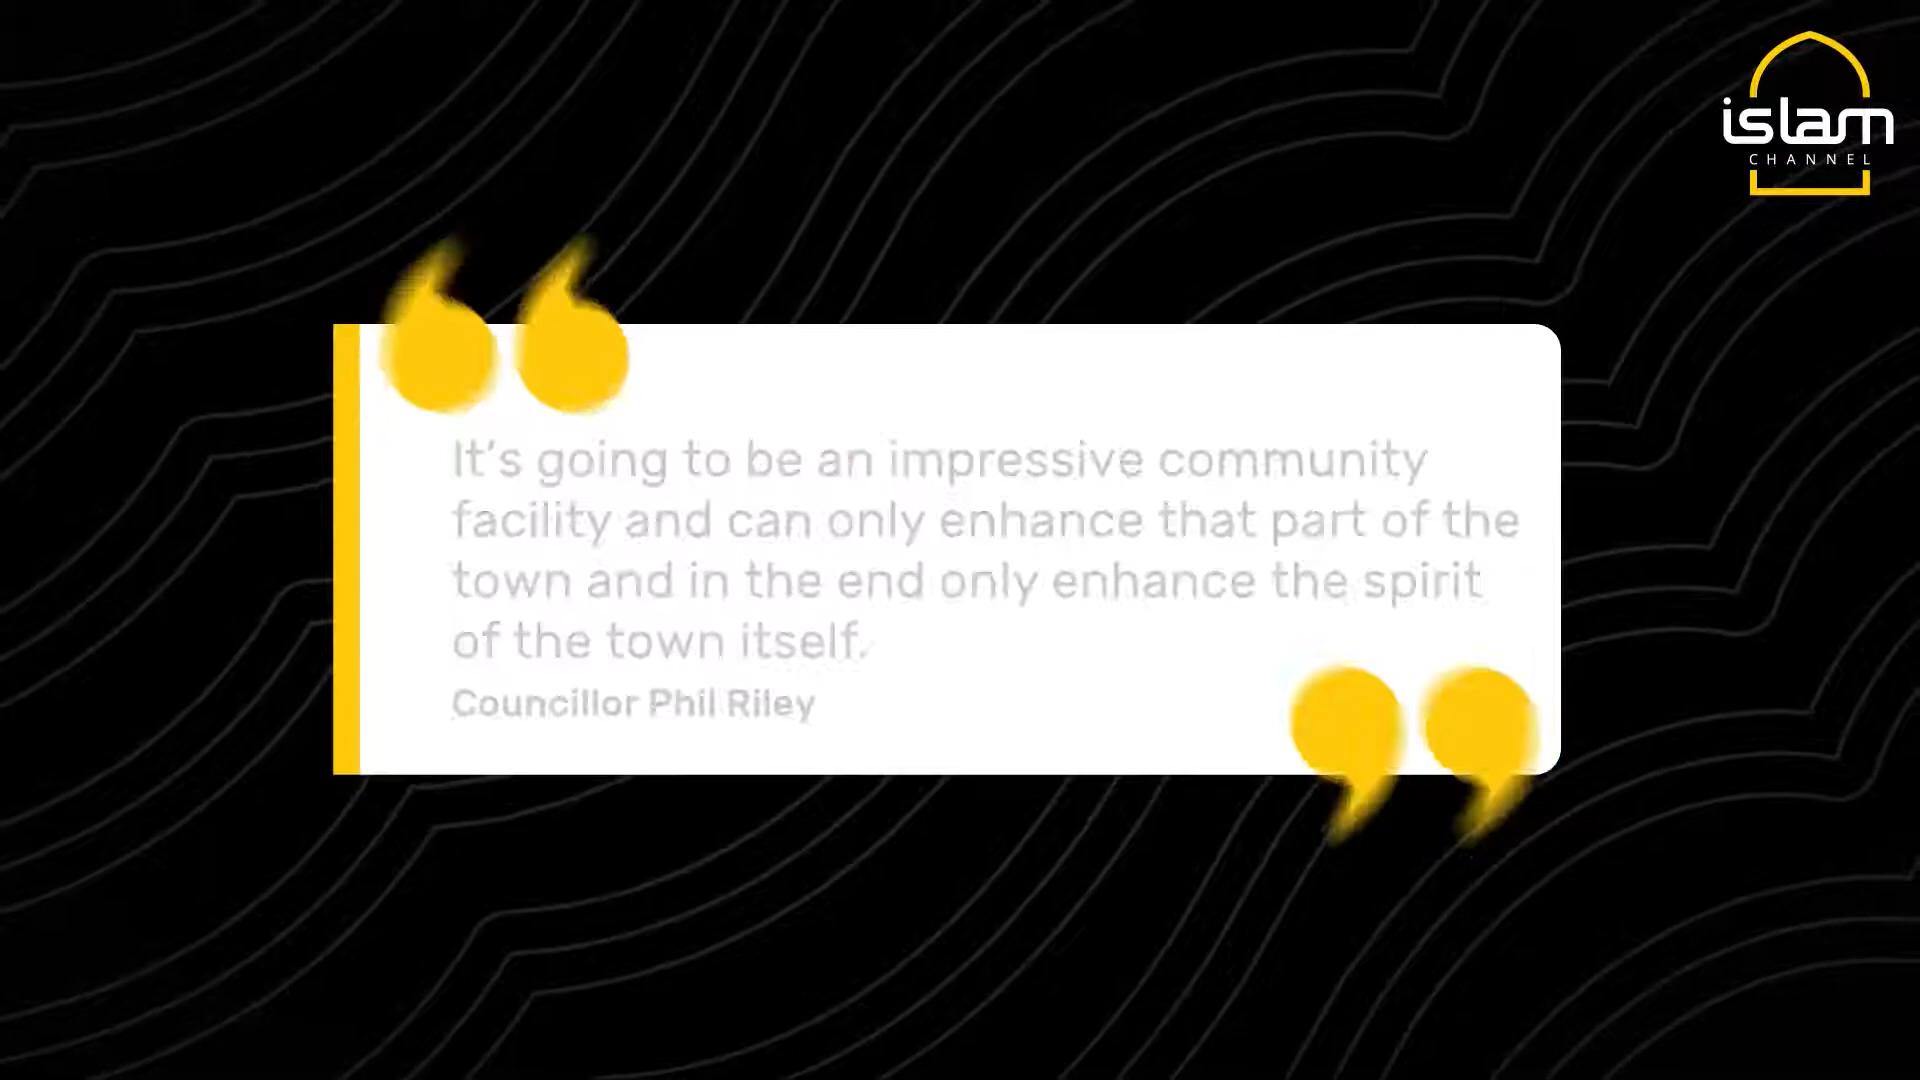 islam
CHANNEL
It's going to be an impressive community
facility and can only enhance that part of the
town and in the end only enhance the spirit
of the town itself.
Councillor Phil Riley